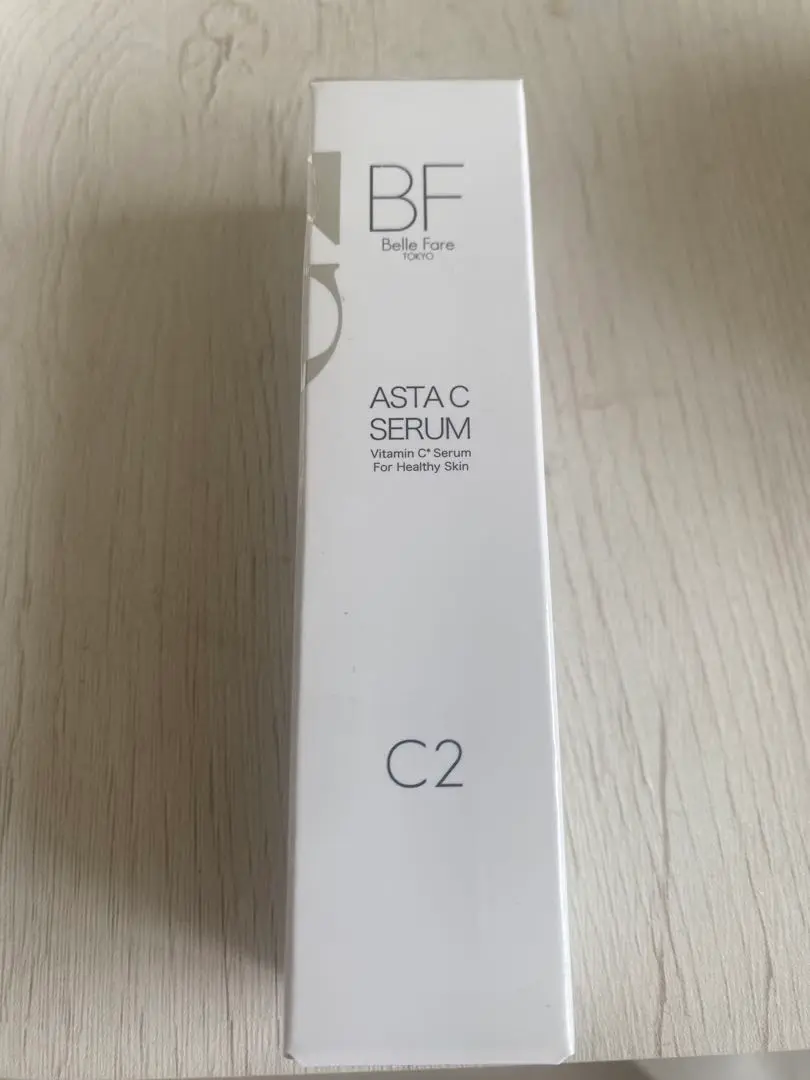 BF
Belle Fare
TOKYO
ASTA C
SERUM
Vitamin C* Serum
For Healthy Skin
C2